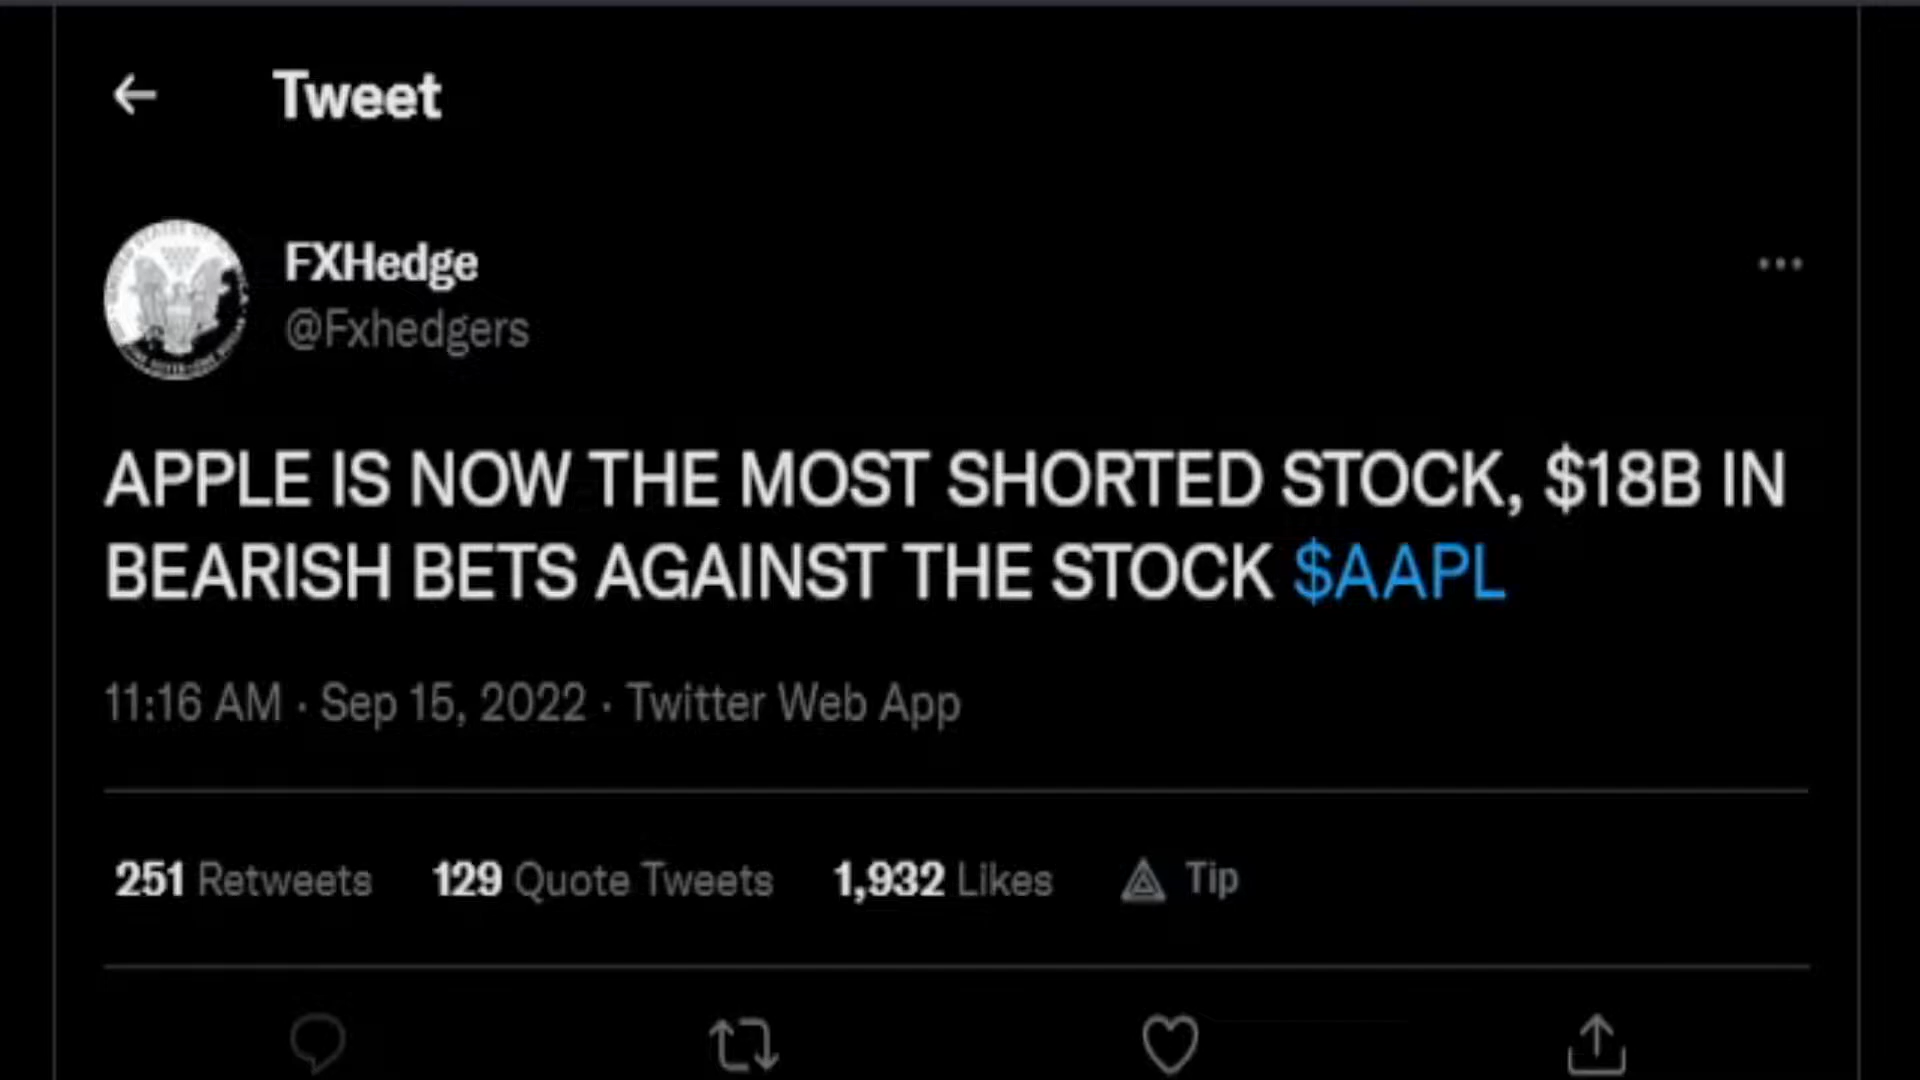 Tweet
FXHedge
@Fxhedgers
APPLE IS NOW THE MOST SHORTED STOCK, $18B IN
BEARISH BETS AGAINST THE STOCK $AAPL
11:16 AM · Sep 15, 2022 · Twitter Web App
251 Retweets 129 Quote Tweets 1,932 Likes Tip